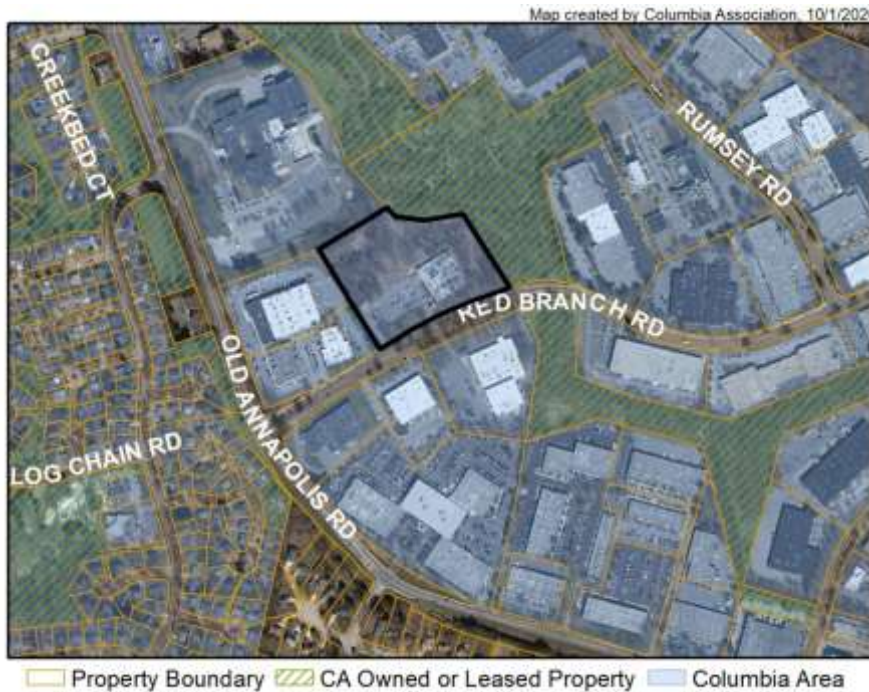 Map created by Columbia Association, 10/1/2020
CREEKBED CT
RUMSEY RD
RED BRANCH RD
OLD ANNAPOLIS RD
LOG CHAIN RD
Property Boundary CA Owned or Leased Property Columbia Area